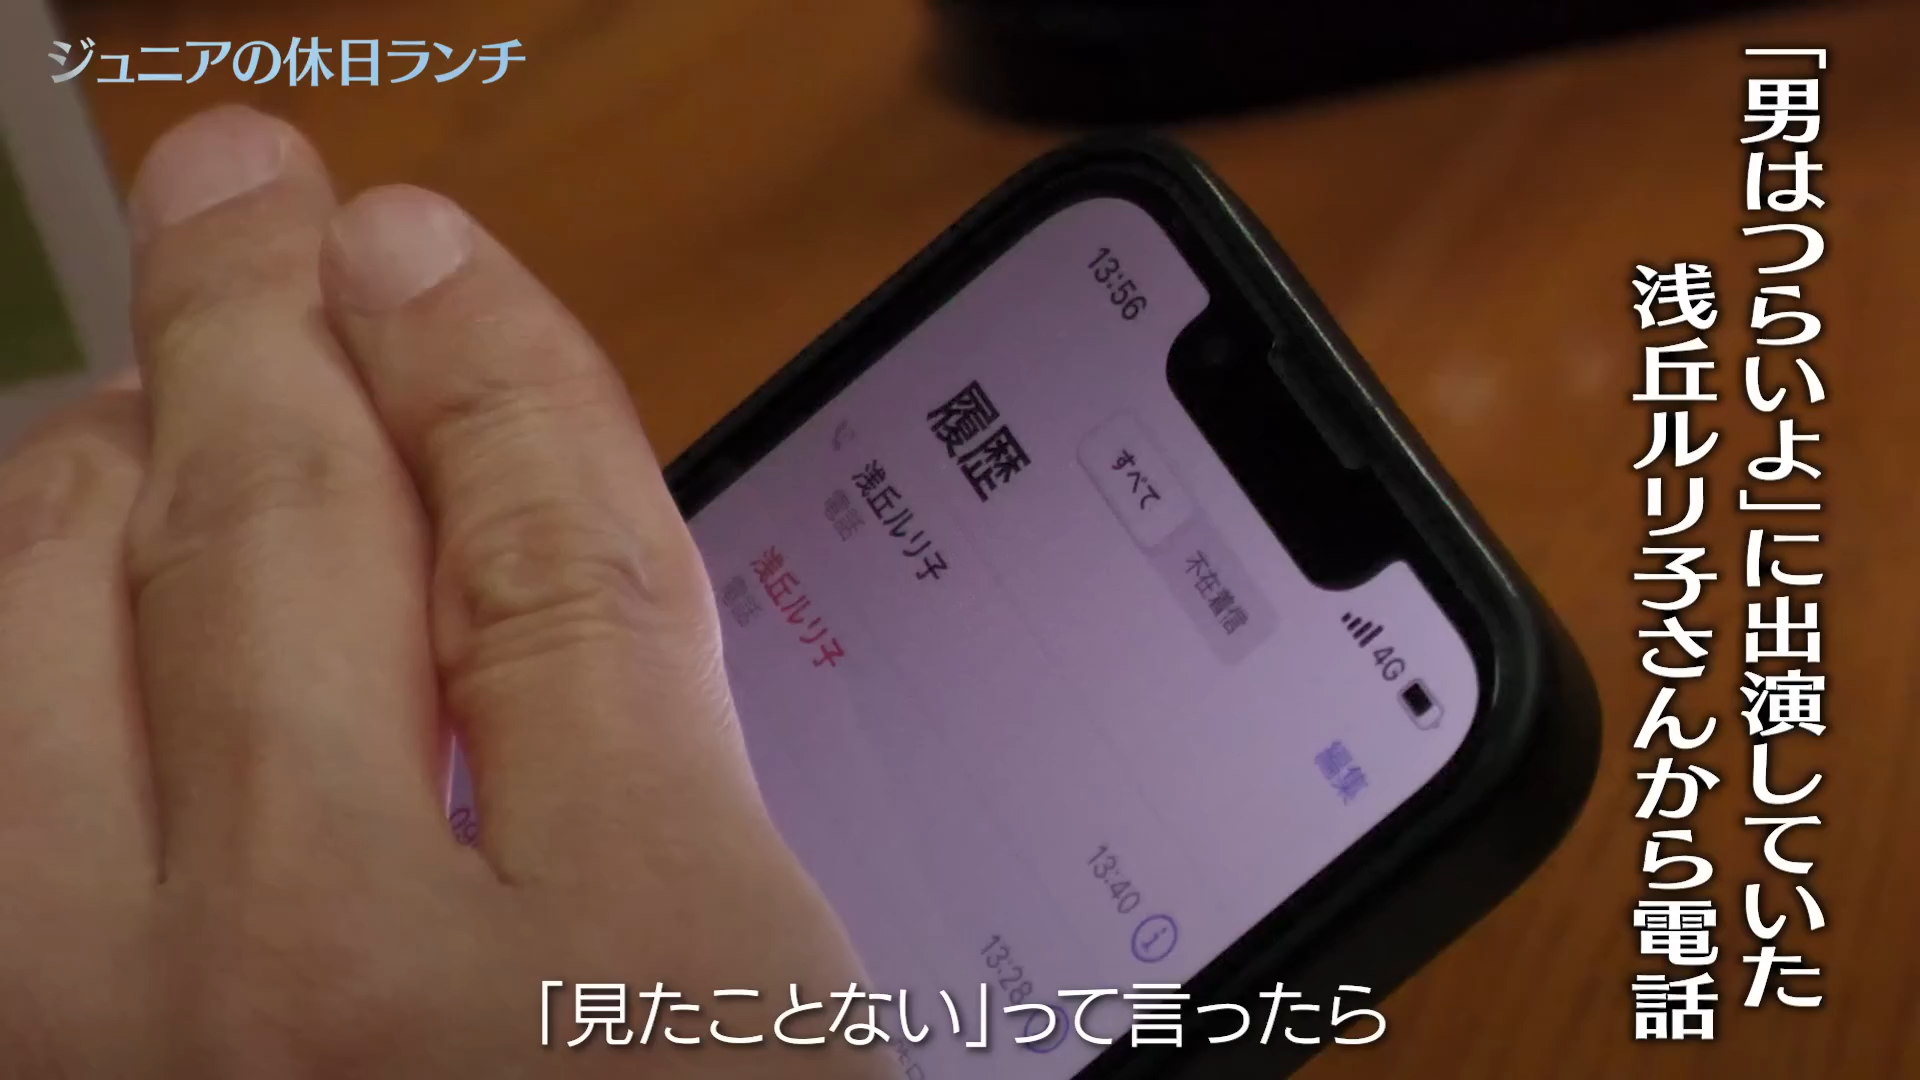 ジュニアの休日ランチ
「男はつらいよ」に出演していた
浅丘ルリ子さんから電話
13:56
4G
すべて
不在着信
編集
履歴
浅丘ルリ子
電話
13:40
浅丘ルリ子
電話
13:28
「見たことない」って言ったら